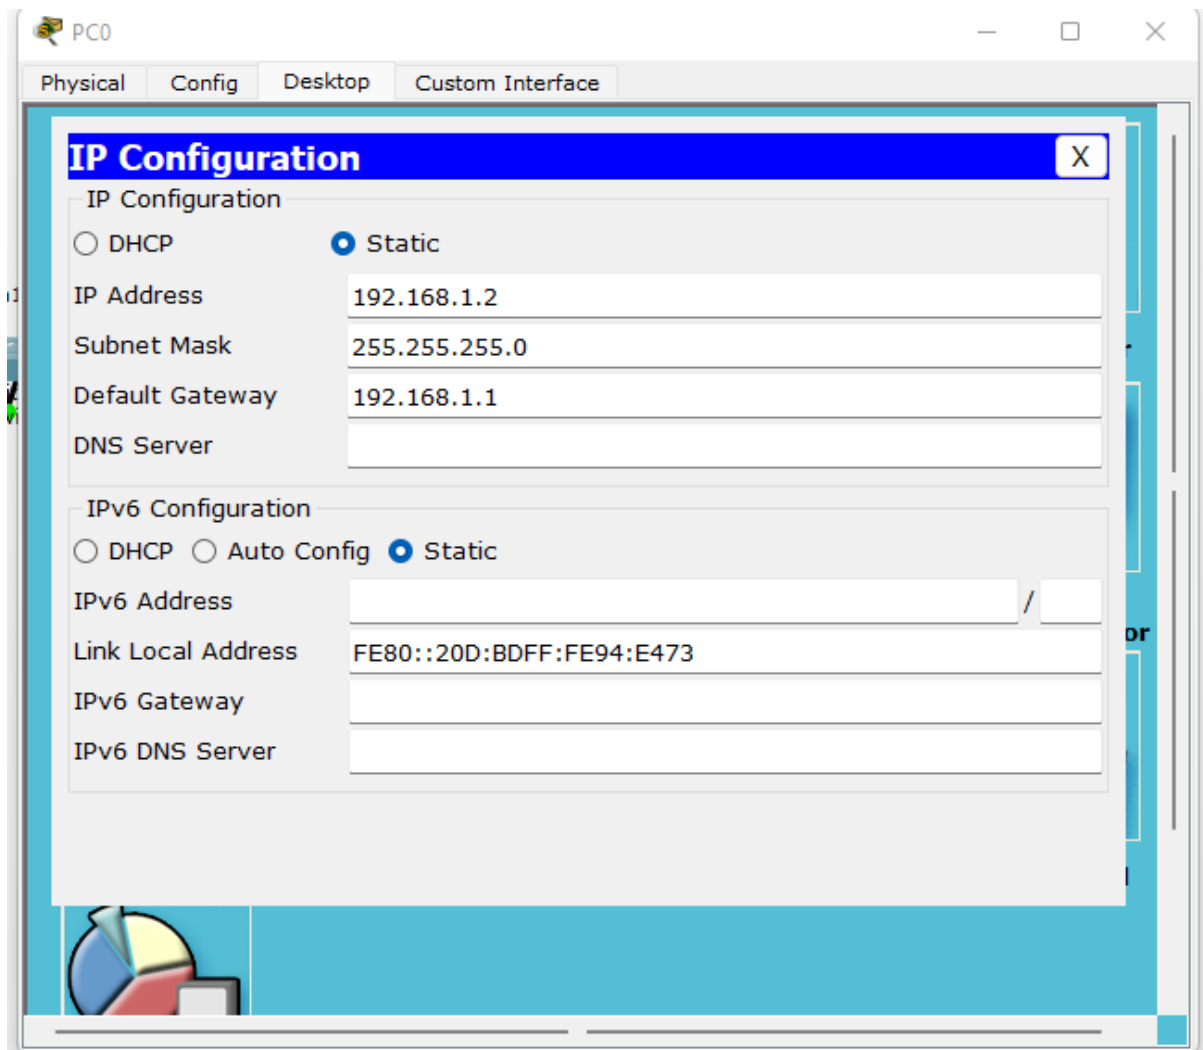 PC0
Physical Config Desktop Custom Interface
IP Configuration X
IP Configuration
DHCP Static
IP Address 192.168.1.2
Subnet Mask 255.255.255.0
Default Gateway 192.168.1.1
DNS Server
IPv6 Configuration
DHCP Auto Config Static
IPv6 Address /
Link Local Address FE80::20D:BDFF:FE94:E473
or
IPv6 Gateway
IPv6 DNS Server